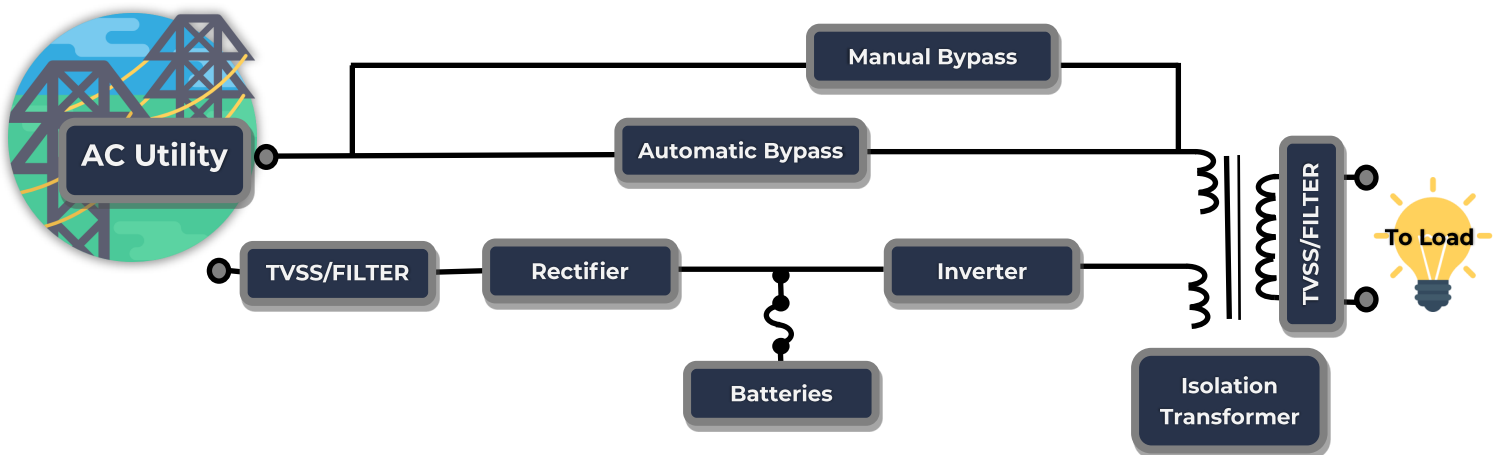 Manual Bypass
AC Utility
Automatic Bypass
TVSS/FILTER
To Load
TVSS/FILTER
Rectifier
Inverter
Batteries
Isolation
Transformer